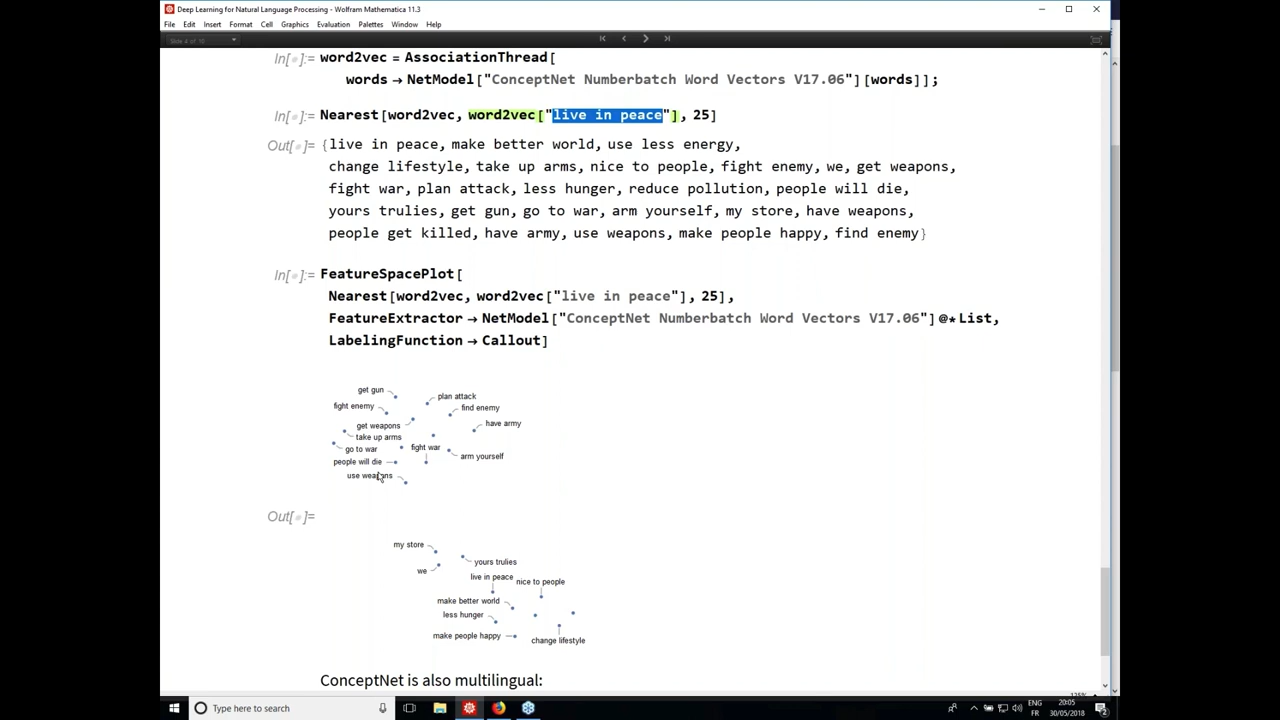 Deep Learning for Natural Language Processing - Wolfram Mathematica 11.3
File Edit Insert Format Cell Graphics Evaluation Palettes Window Help
Slide 4 of 10
In[ ]:= word2vec = AssociationThread[
words → NetModel["ConceptNet Numberbatch Word Vectors V17.06"][words]];
In[ ]:= Nearest[word2vec, word2vec["live in peace"], 25]
Out[ ]= {live in peace, make better world, use less energy,
change lifestyle, take up arms, nice to people, fight enemy, we, get weapons,
fight war, plan attack, less hunger, reduce pollution, people will die,
yours trulies, get gun, go to war, arm yourself, my store, have weapons,
people get killed, have army, use weapons, make people happy, find enemy}
In[ ]:= FeatureSpacePlot[
Nearest[word2vec, word2vec["live in peace"], 25],
FeatureExtractor → NetModel["ConceptNet Numberbatch Word Vectors V17.06"]@*List,
LabelingFunction → Callout]
get gun
plan attack
fight enemy
find enemy
get weapons
have army
take up arms
go to war
fight war
arm yourself
people will die
use weapons
Out[ ]=
my store
yours trulies
we
live in peace
nice to people
make better world
less hunger
make people happy
change lifestyle
ConceptNet is also multilingual:
125%
Type here to search
ENG
FR
20:05
30/05/2018
2